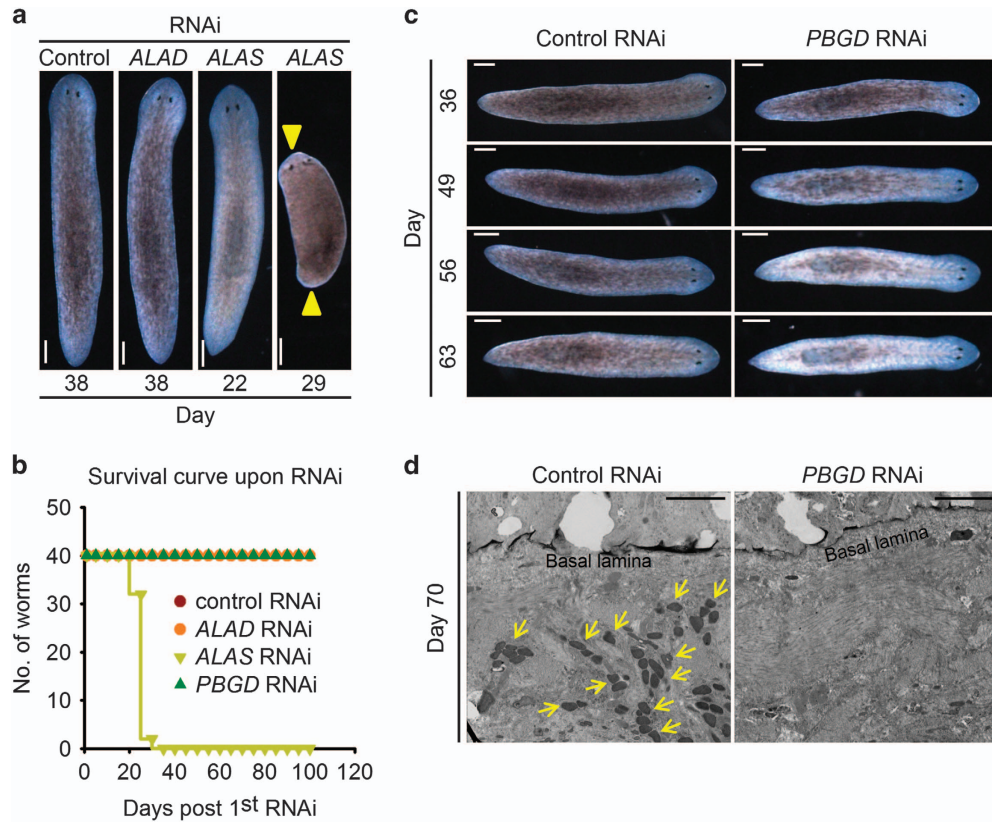 a
RNAi
Control ALAD ALAS ALAS
38 38 22 29
Day
b
Survival curve upon RNAi
No. of worms
50
40
30
20
10
0
control RNAi
ALAD RNAi
ALAS RNAi
PBGD RNAi
0 20 40 60 80 100 120
Days post 1st RNAi
c
Control RNAi PBGD RNAi
Day
36
49
56
63
d
Control RNAi PBGD RNAi
Day 70
Basal lamina Basal lamina